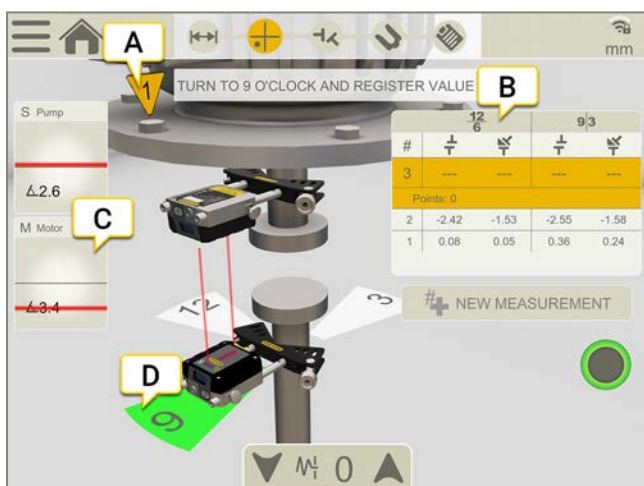 mm
A
1
TURN TO 9 O'CLOCK AND REGISTER VALUE
B
S Pump
∡2.6
M Motor
C
∡3.4
12 9|3
6
#
3 --- --- --- ---
Points: 0
2 -2.42 -1.53 -2.55 -1.58
1 0.08 0.05 0.36 0.24
# NEW MEASUREMENT
12
3
D
9
0